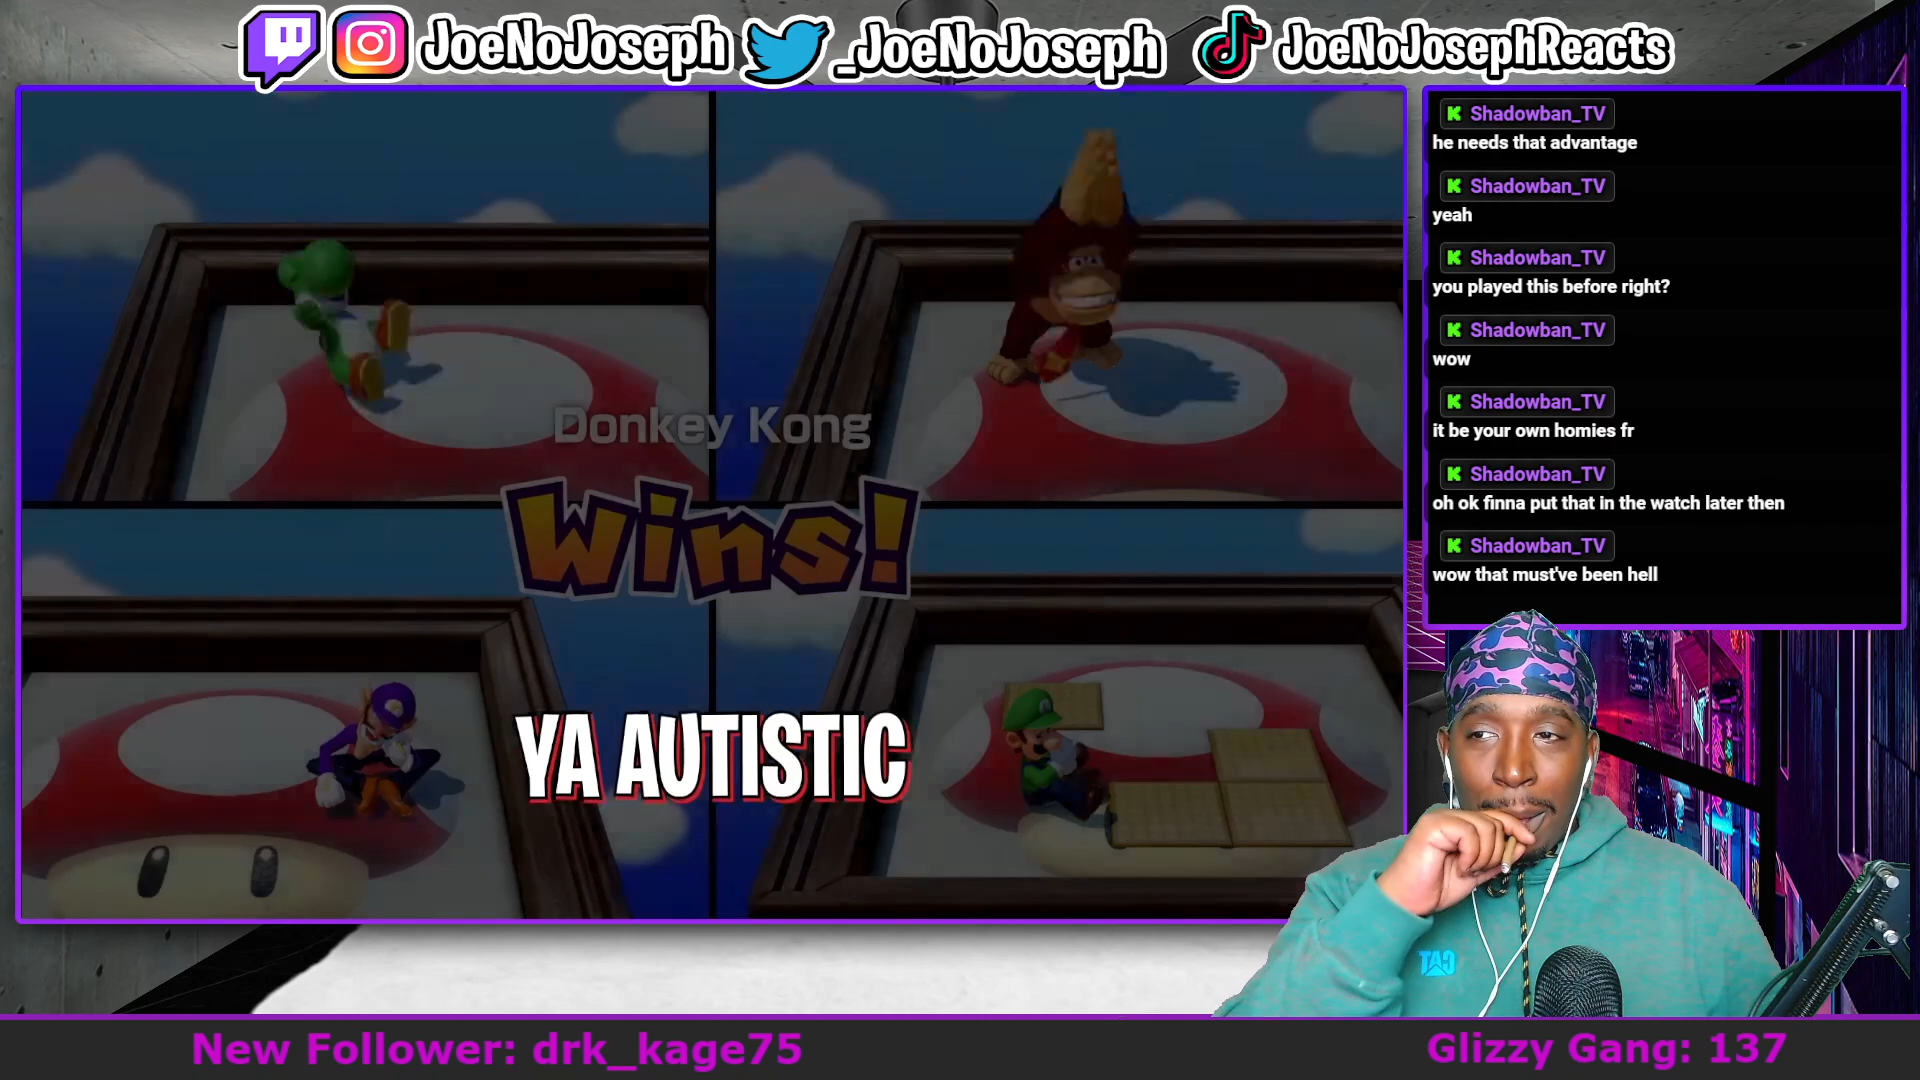 JoeNoJoseph
_JoeNoJoseph
JoeNoJosephReacts
Donkey Kong
Wins!
YA AUTISTIC
Shadowban_TV
he needs that advantage
Shadowban_TV
yeah
Shadowban_TV
you played this before right?
Shadowban_TV
wow
Shadowban_TV
it be your own homies fr
Shadowban_TV
oh ok finna put that in the watch later then
Shadowban_TV
wow that must've been hell
New Follower: drk_kage75
Glizzy Gang: 137